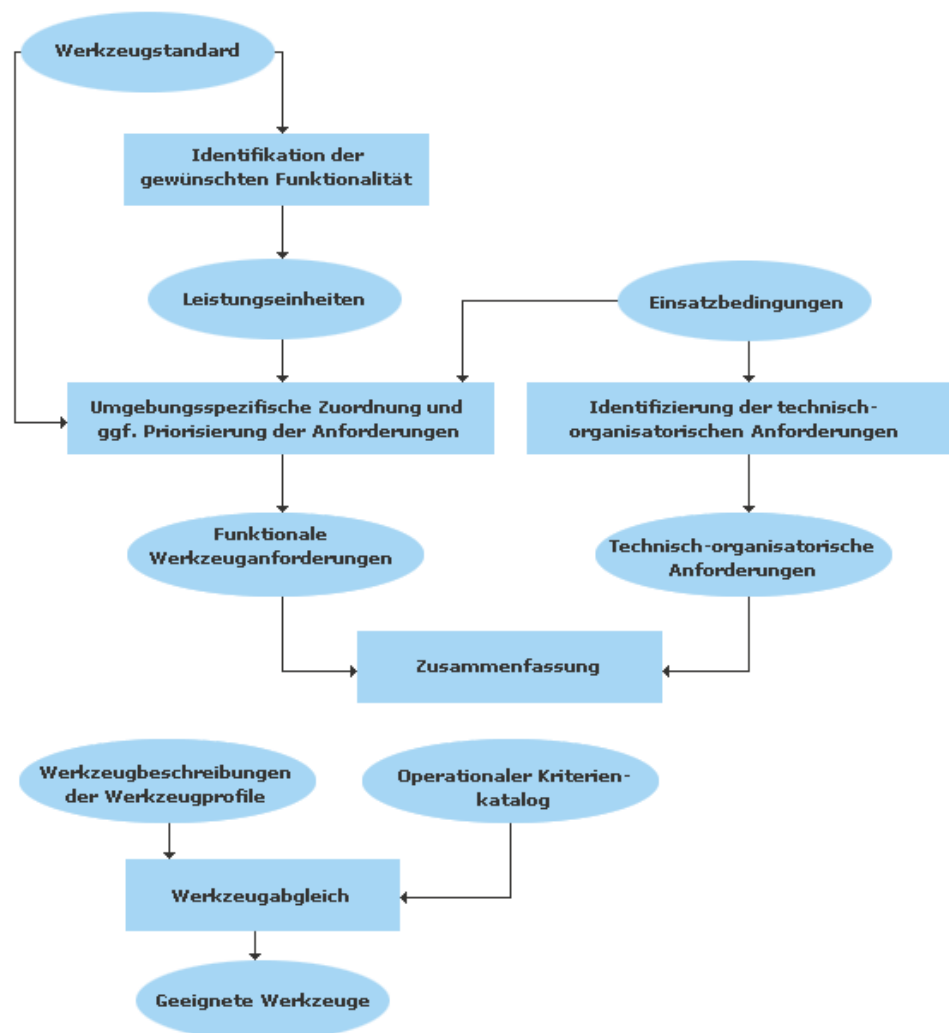 Werkzeugstandard
Identifikation der
gewünschten Funktionalität
Leistungseinheiten
Einsatzbedingungen
Umgebungsspezifische Zuordnung und
ggf. Priorisierung der Anforderungen
Identifizierung der technisch-
organisatorischen Anforderungen
Funktionale
Werkzeuganforderungen
Technisch-organisatorische
Anforderungen
Zusammenfassung
Werkzeugbeschreibungen
der Werkzeugprofile
Operationaler Kriterien-
katalog
Werkzeugabgleich
Geeignete Werkzeuge